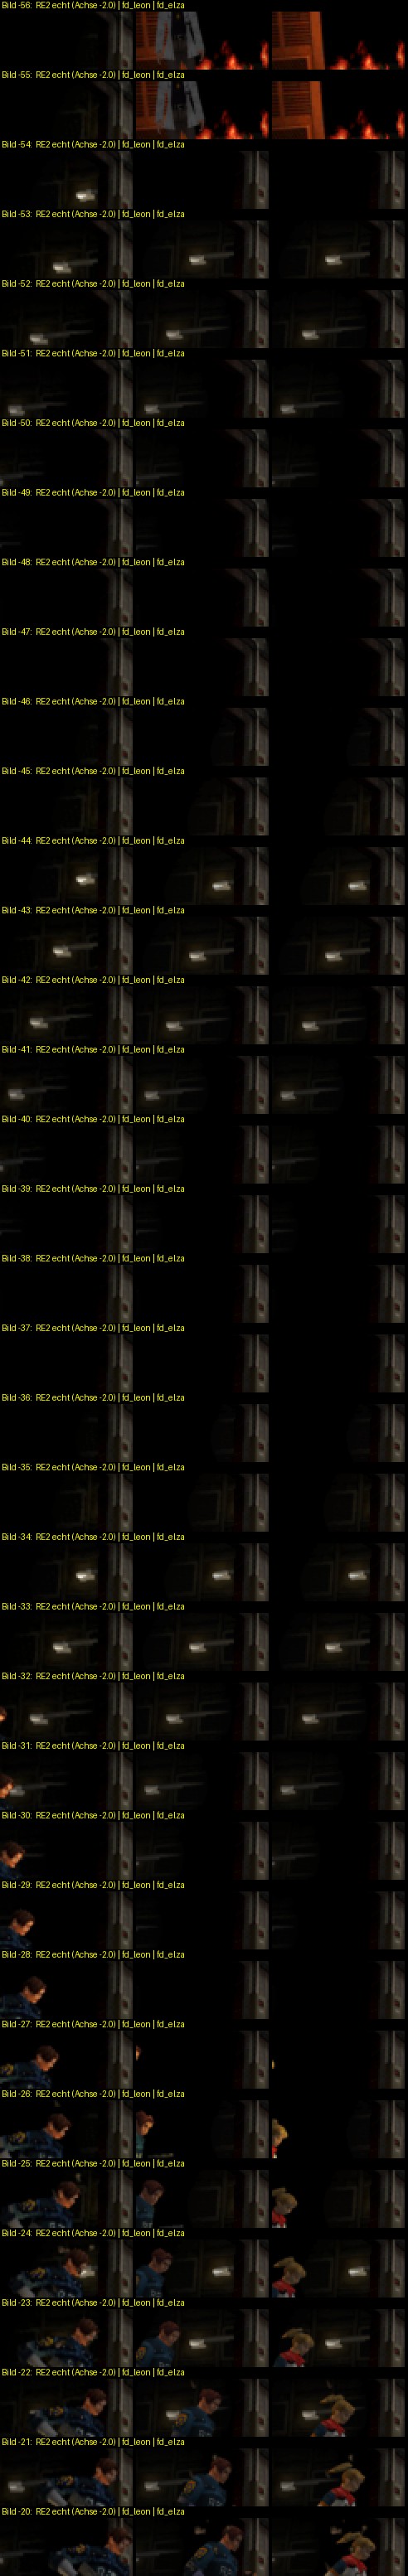 Bild -56: RE2 echt (Achse -2.0) | fd_leon | fd_elza
Bild -55: RE2 echt (Achse -2.0) | fd_leon | fd_elza
Bild -54: RE2 echt (Achse -2.0) | fd_leon | fd_elza
Bild -53: RE2 echt (Achse -2.0) | fd_leon | fd_elza
Bild -52: RE2 echt (Achse -2.0) | fd_leon | fd_elza
Bild -51: RE2 echt (Achse -2.0) | fd_leon | fd_elza
Bild -50: RE2 echt (Achse -2.0) | fd_leon | fd_elza
Bild -49: RE2 echt (Achse -2.0) | fd_leon | fd_elza
Bild -48: RE2 echt (Achse -2.0) | fd_leon | fd_elza
Bild -47: RE2 echt (Achse -2.0) | fd_leon | fd_elza
Bild -46: RE2 echt (Achse -2.0) | fd_leon | fd_elza
Bild -45: RE2 echt (Achse -2.0) | fd_leon | fd_elza
Bild -44: RE2 echt (Achse -2.0) | fd_leon | fd_elza
Bild -43: RE2 echt (Achse -2.0) | fd_leon | fd_elza
Bild -42: RE2 echt (Achse -2.0) | fd_leon | fd_elza
Bild -41: RE2 echt (Achse -2.0) | fd_leon | fd_elza
Bild -40: RE2 echt (Achse -2.0) | fd_leon | fd_elza
Bild -39: RE2 echt (Achse -2.0) | fd_leon | fd_elza
Bild -38: RE2 echt (Achse -2.0) | fd_leon | fd_elza
Bild -37: RE2 echt (Achse -2.0) | fd_leon | fd_elza
Bild -36: RE2 echt (Achse -2.0) | fd_leon | fd_elza
Bild -35: RE2 echt (Achse -2.0) | fd_leon | fd_elza
Bild -34: RE2 echt (Achse -2.0) | fd_leon | fd_elza
Bild -33: RE2 echt (Achse -2.0) | fd_leon | fd_elza
Bild -32: RE2 echt (Achse -2.0) | fd_leon | fd_elza
Bild -31: RE2 echt (Achse -2.0) | fd_leon | fd_elza
Bild -30: RE2 echt (Achse -2.0) | fd_leon | fd_elza
Bild -29: RE2 echt (Achse -2.0) | fd_leon | fd_elza
Bild -28: RE2 echt (Achse -2.0) | fd_leon | fd_elza
Bild -27: RE2 echt (Achse -2.0) | fd_leon | fd_elza
Bild -26: RE2 echt (Achse -2.0) | fd_leon | fd_elza
Bild -25: RE2 echt (Achse -2.0) | fd_leon | fd_elza
Bild -24: RE2 echt (Achse -2.0) | fd_leon | fd_elza
Bild -23: RE2 echt (Achse -2.0) | fd_leon | fd_elza
Bild -22: RE2 echt (Achse -2.0) | fd_leon | fd_elza
Bild -21: RE2 echt (Achse -2.0) | fd_leon | fd_elza
Bild -20: RE2 echt (Achse -2.0) | fd_leon | fd_elza